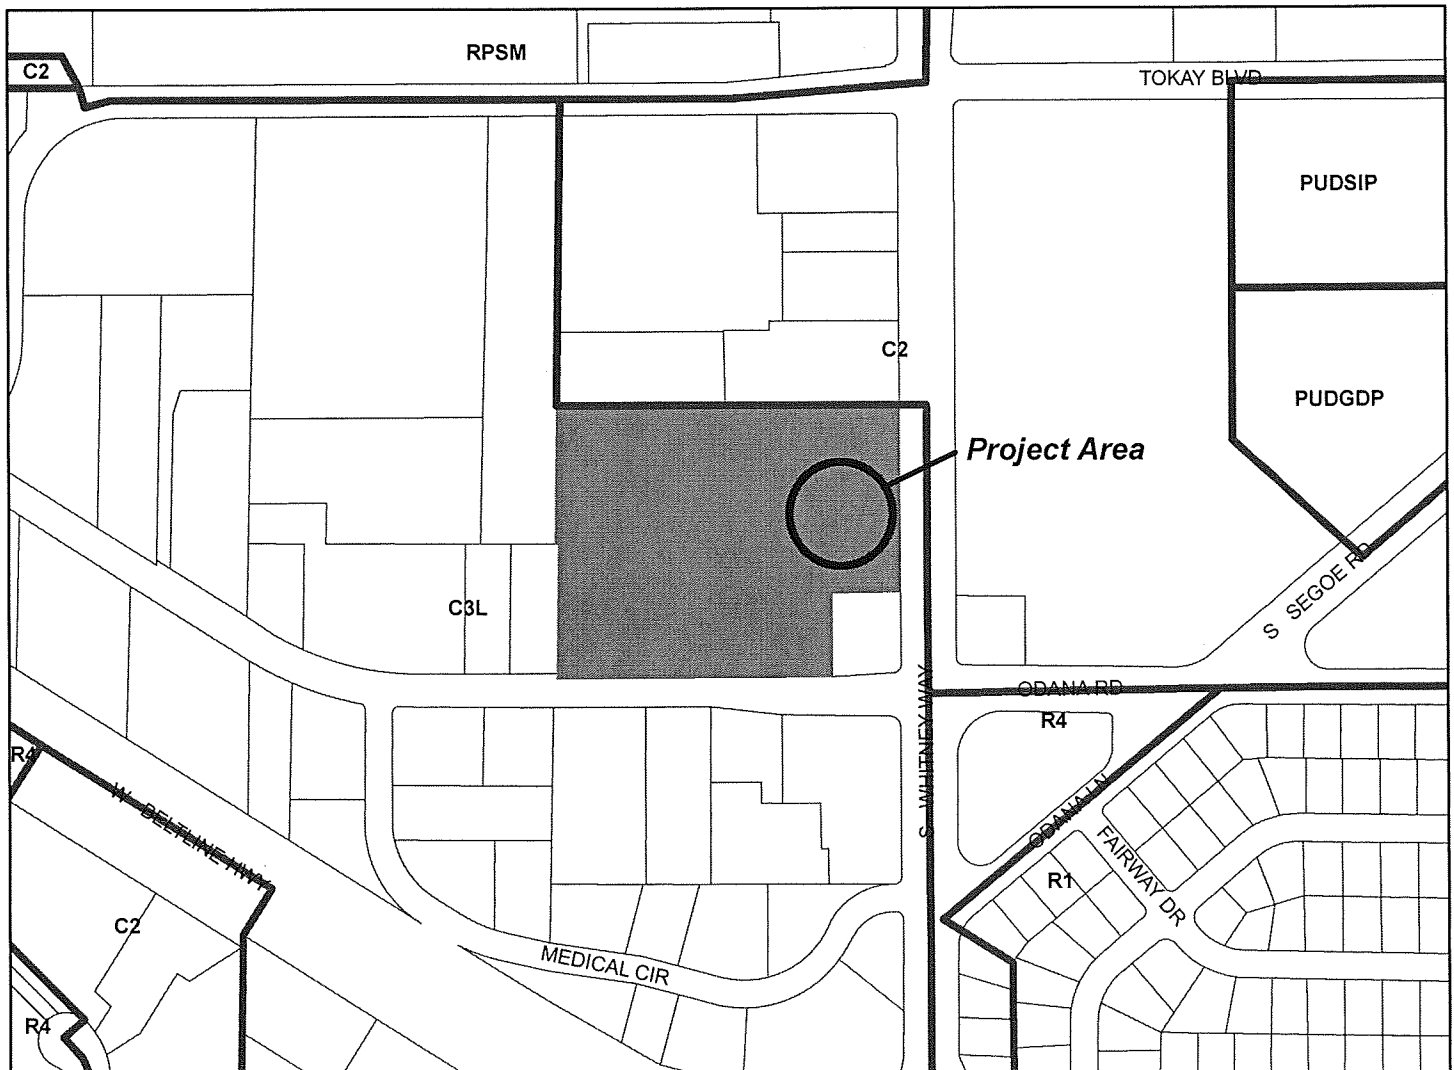 RPSM
C2
TOKAY BLVD
PUDSIP
C2
PUDGDP
Project Area
S SEGOE RD
C3L
ODANA RD
R4
S WHITNEY WAY
R4
W BELTLINE HWY
ODANA LN
FAIRWAY DR
R1
C2
MEDICAL CIR
R4